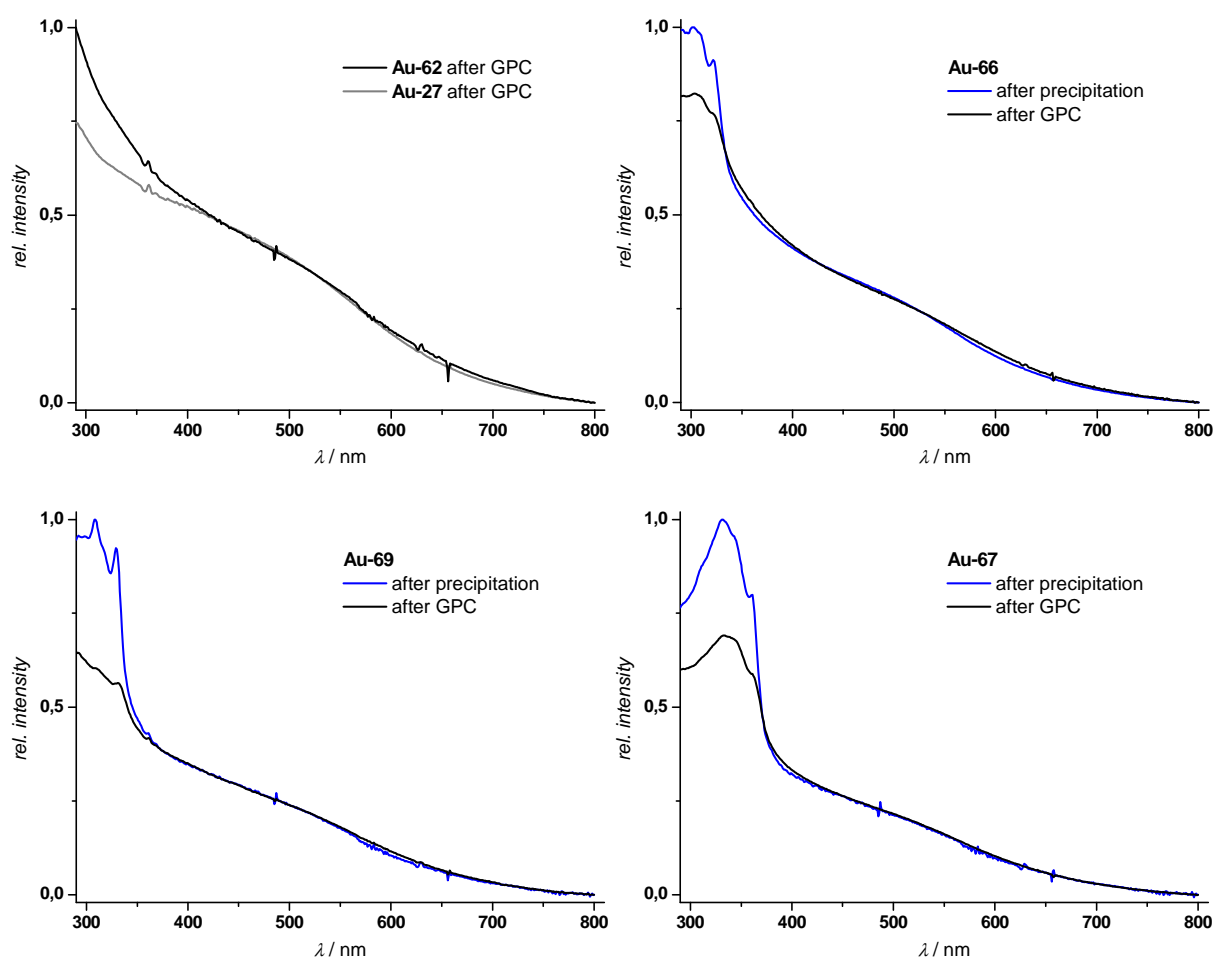 1,0
0,5
0,0
rel. intensity
Au-62 after GPC
Au-27 after GPC
300 400 500 600 700 800
λ / nm
1,0
0,5
0,0
rel. intensity
Au-66
after precipitation
after GPC
300 400 500 600 700 800
λ / nm
1,0
0,5
0,0
rel. intensity
Au-69
after precipitation
after GPC
300 400 500 600 700 800
λ / nm
1,0
0,5
0,0
rel. intensity
Au-67
after precipitation
after GPC
300 400 500 600 700 800
λ / nm